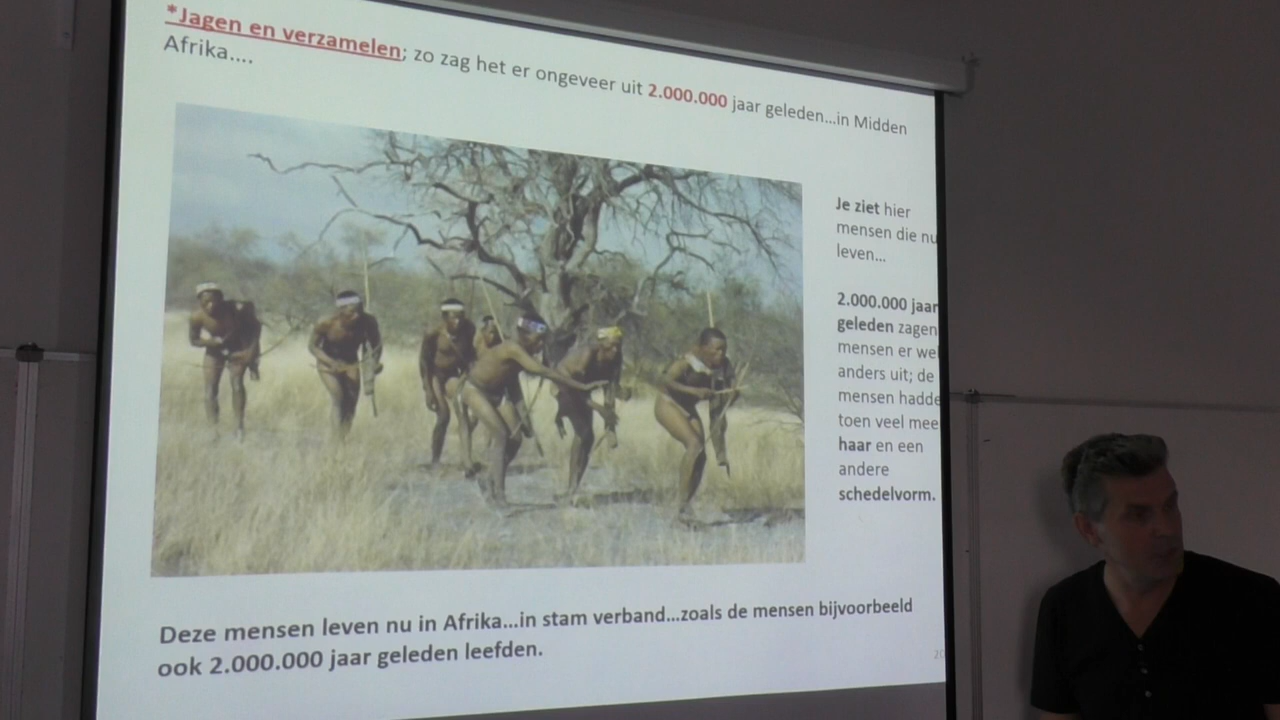 *Jagen en verzamelen; zo zag het er ongeveer uit 2.000.000 jaar geleden...in Midden
Afrika....
Je ziet hier
mensen die nu
leven...
2.000.000 jaar
geleden zagen
mensen er wel
anders uit; de
mensen hadde
toen veel mee
haar en een
andere
schedelvorm.
Deze mensen leven nu in Afrika...in stam verband...zoals de mensen bijvoorbeeld
ook 2.000.000 jaar geleden leefden.